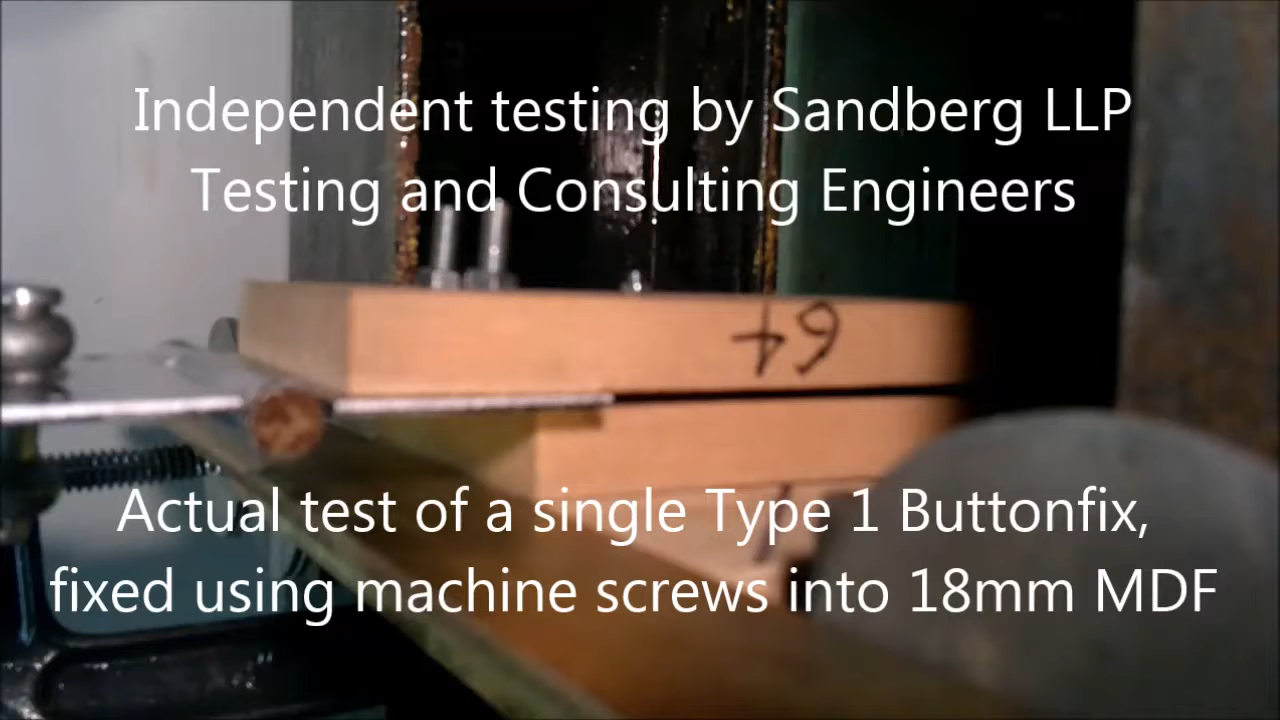 Independent testing by Sandberg LLP
Testing and Consulting Engineers
64
Actual test of a single Type 1 Buttonfix,
fixed using machine screws into 18mm MDF